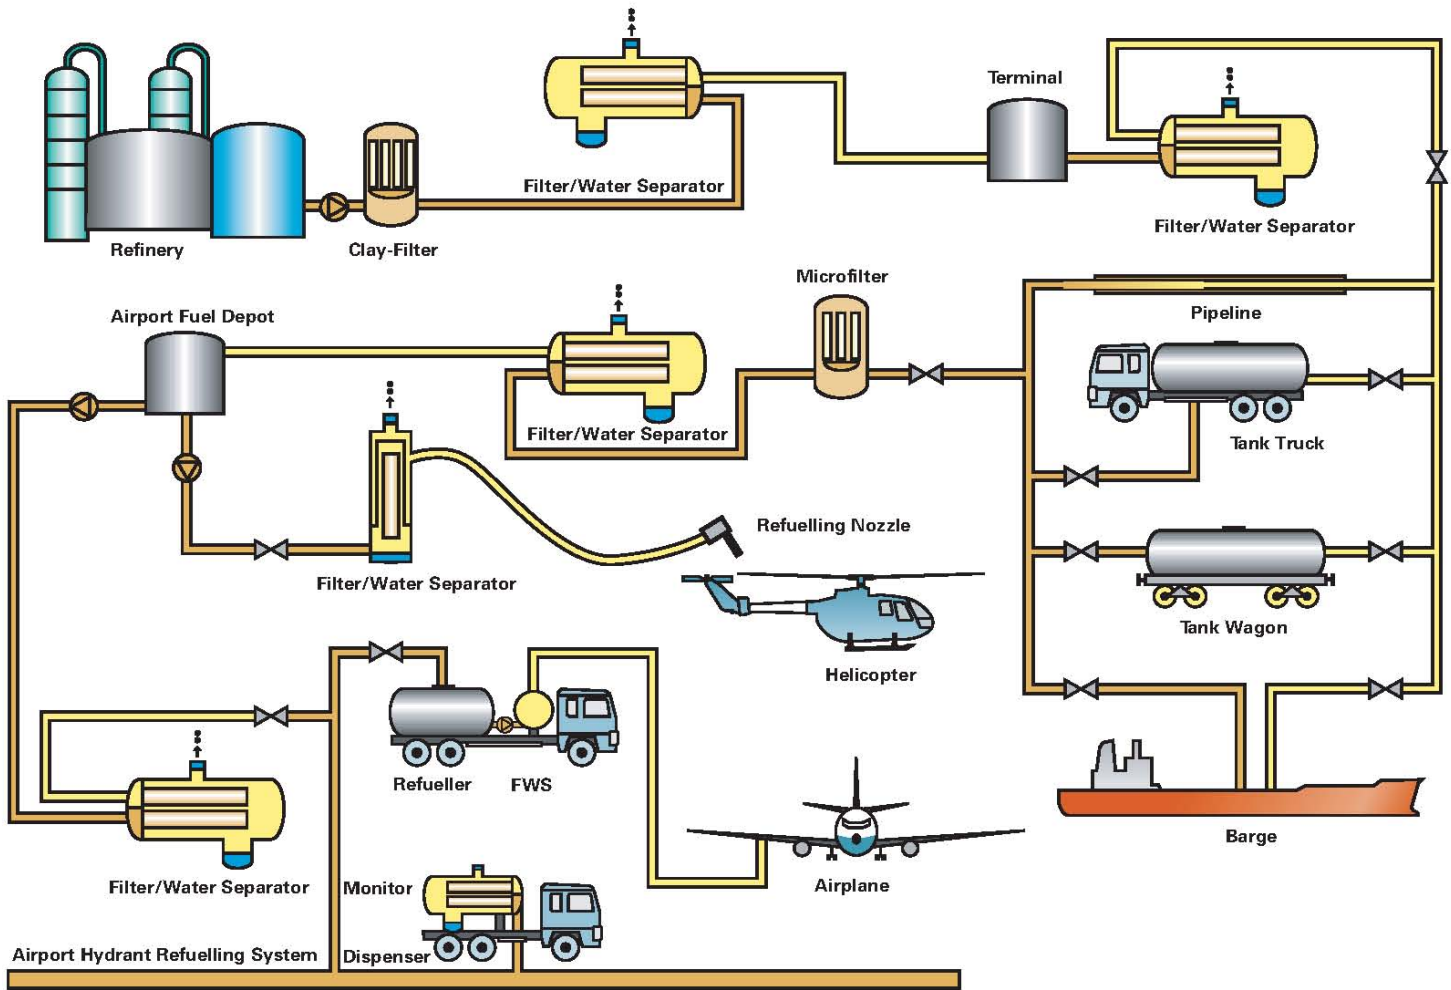 Terminal
Filter/Water Separator
Refinery
Clay-Filter
Filter/Water Separator
Microfilter
Pipeline
Airport Fuel Depot
Filter/Water Separator
Tank Truck
Refuelling Nozzle
Filter/Water Separator
Tank Wagon
Helicopter
Refueller
FWS
Barge
Filter/Water Separator
Monitor
Airplane
Airport Hydrant Refuelling System
Dispenser